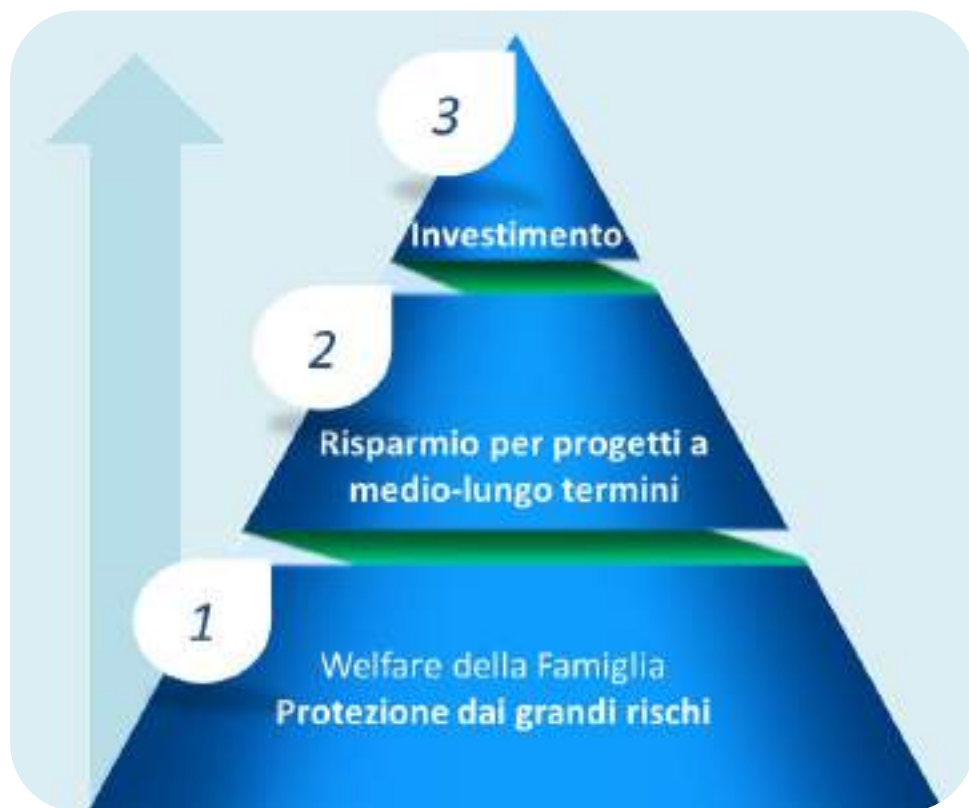 3
Investimento
2
Risparmio per progetti a
medio-lungo termini
1
Welfare della Famiglia
Protezione dai grandi rischi